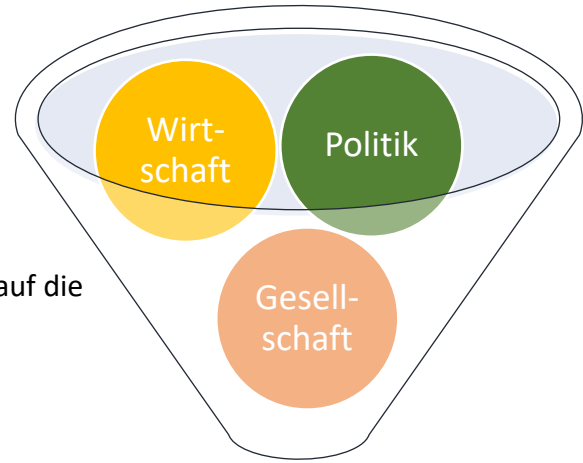 Wirt-
schaft
Politik
auf die
Gesell-
schaft